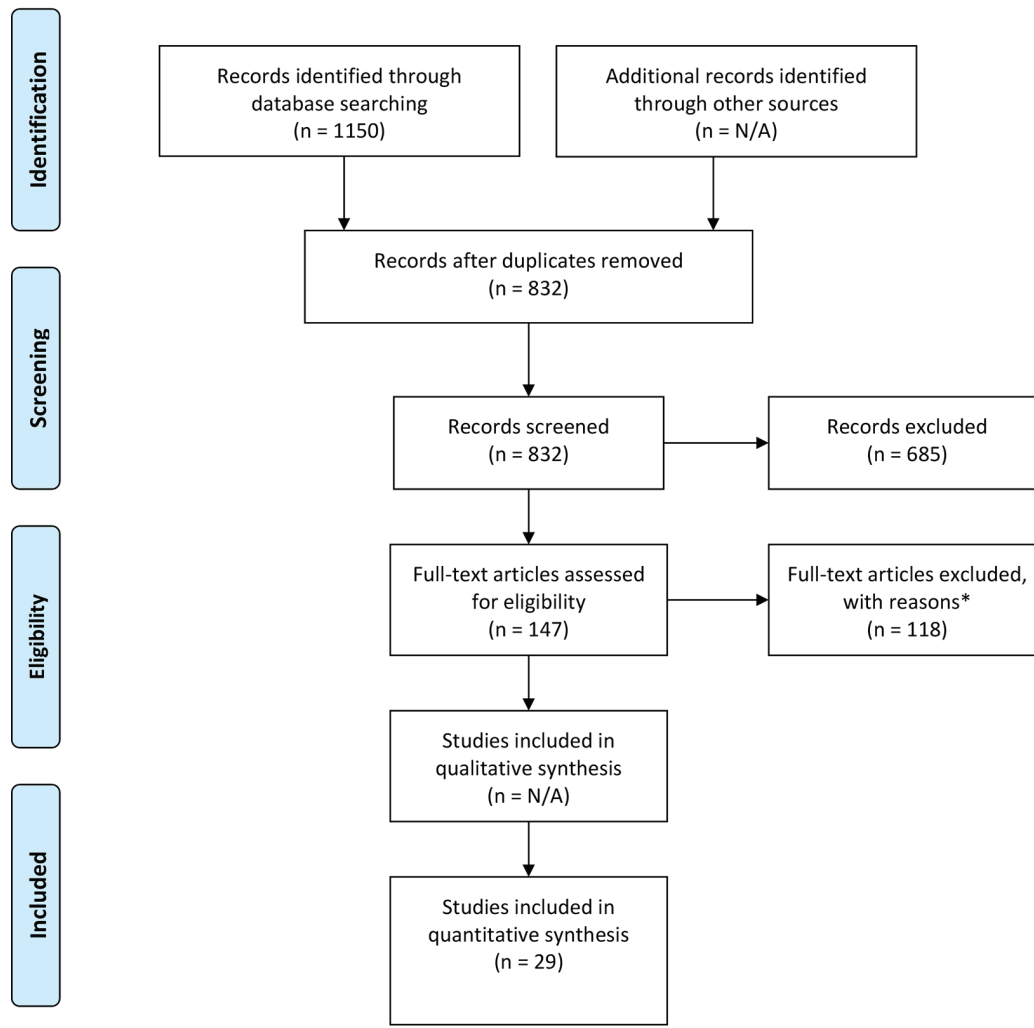 Identification
Records identified through
database searching
(n = 1150)
Additional records identified
through other sources
(n = N/A)
Records after duplicates removed
(n = 832)
Screening
Records screened
(n = 832)
Records excluded
(n = 685)
Eligibility
Full-text articles assessed
for eligibility
(n = 147)
Full-text articles excluded,
with reasons*
(n = 118)
Studies included in
qualitative synthesis
(n = N/A)
Included
Studies included in
quantitative synthesis
(n = 29)